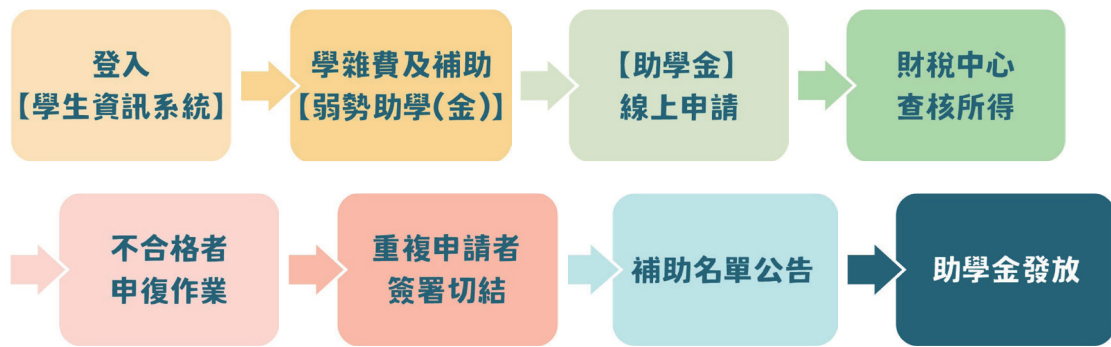 登入
【學生資訊系統】
學雜費及補助
【弱勢助學(金)】
【助學金】
線上申請
財稅中心
查核所得
不合格者
申復作業
重複申請者
簽署切結
補助名單公告
助學金發放